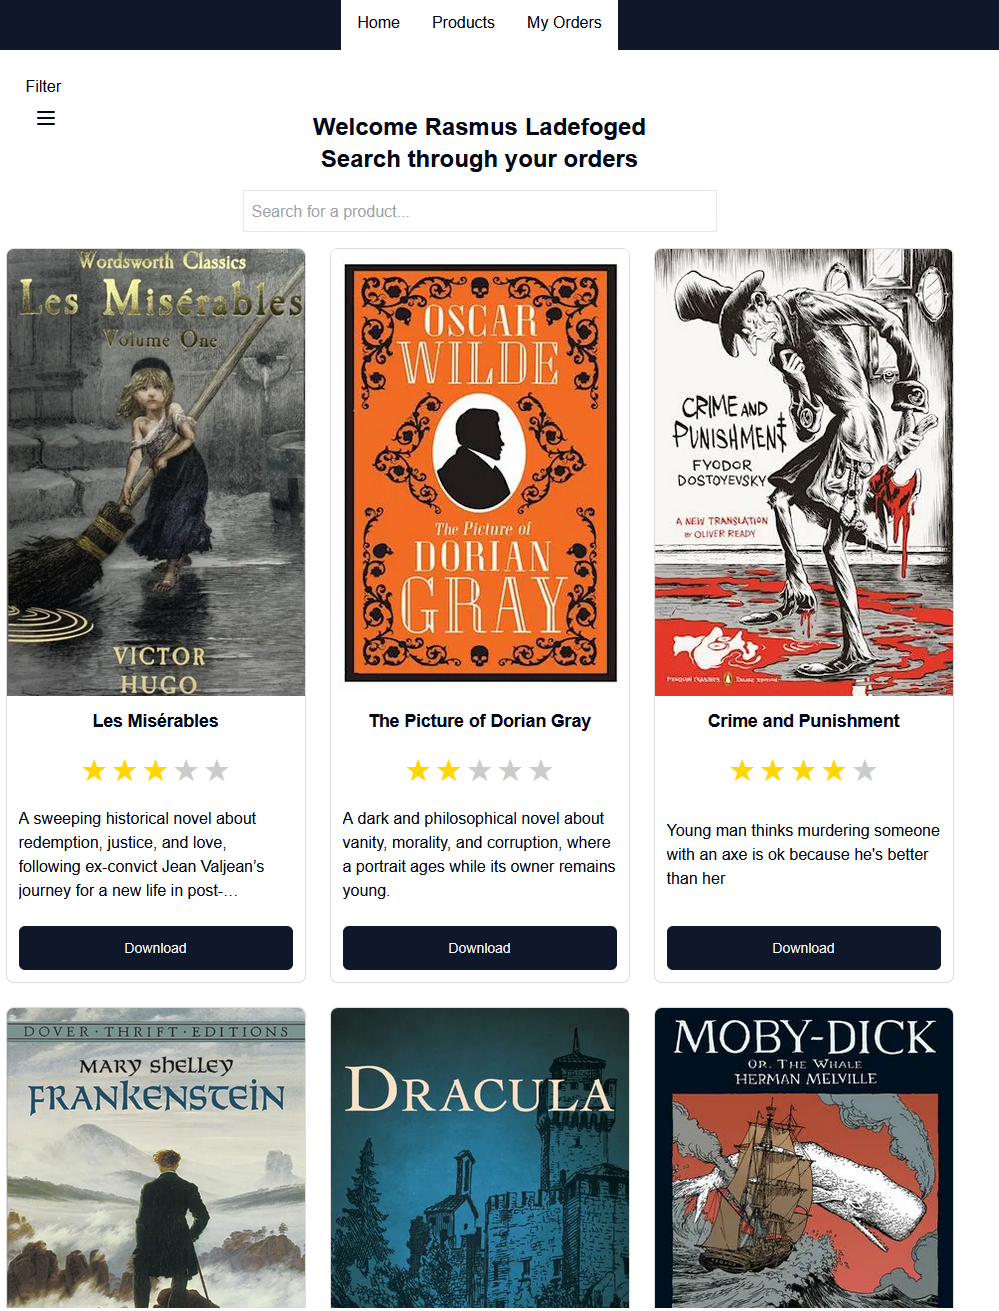 Home Products My Orders
Filter
Welcome Rasmus Ladefoged
Search through your orders
Search for a product...
Wordsworth Classics
Les Misérables
Volume One
VICTOR
HUGO
OSCAR
WILDE
The Picture of
DORIAN
GRAY
CRIME AND
PUNISHMENT
FYODOR
DOSTOYEVSKY
A NEW TRANSLATION
BY OLIVER READY
PENGUIN CLASSICS DELUXE EDITION
Les Misérables
The Picture of Dorian Gray
Crime and Punishment
A sweeping historical novel about
redemption, justice, and love,
following ex-convict Jean Valjean’s
journey for a new life in post-…
A dark and philosophical novel about
vanity, morality, and corruption, where
a portrait ages while its owner remains
young.
Young man thinks murdering someone
with an axe is ok because he's better
than her
Download
Download
Download
DOVER · THRIFT · EDITIONS
MARY SHELLEY
FRANKENSTEIN
DRACULA
MOBY-DICK
OR, THE WHALE
HERMAN MELVILLE